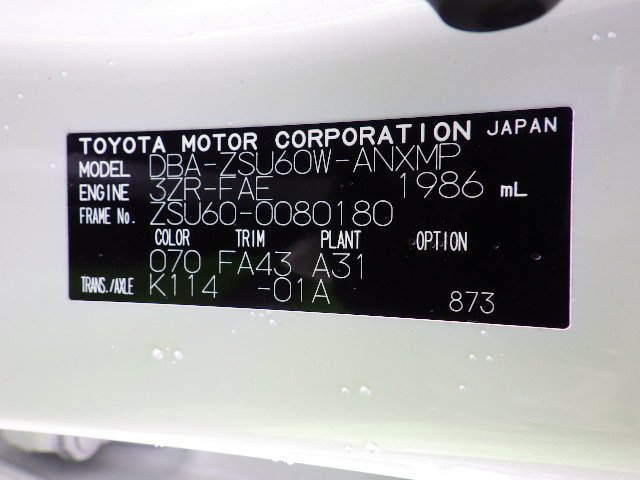 TOYOTA MOTOR CORPORATION JAPAN
MODEL DBA-ZSU60W-ANXMP
ENGINE 3ZR-FAE 1986 mL
FRAME No. ZSU60-0080180
COLOR TRIM PLANT OPTION
070 FA43 A31
TRANS./AXLE K114 -01A
873